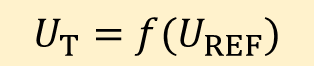 U_T = f(U_REF)